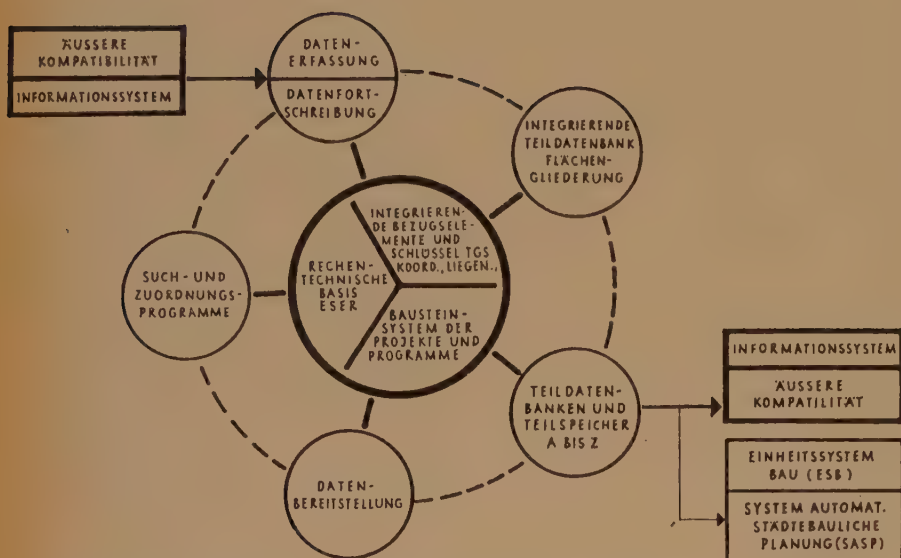 ÄUSSERE
KOMPATIBILITÄT
INFORMATIONSSYSTEM
DATEN-
ERFASSUNG
DATENFORT-
SCHREIBUNG
INTEGRIERENDE
TEILDATENBANK
FLÄCHEN-
GLIEDERUNG
INTEGRIEREN-
DE BEZUGSELE-
MENTE UND
SCHLÜSSEL TGS
KOORD., LIEGEN.,
RECHEN-
TECHNISCHE
BASIS
ESER
BAUSTEIN-
SYSTEM DER
PROJEKTE UND
PROGRAMME
SUCH- UND
ZUORDNUNGS-
PROGRAMME
DATEN-
BEREITSTELLUNG
TEILDATEN-
BANKEN UND
TEILSPEICHER
A BIS Z
INFORMATIONSSYSTEM
ÄUSSERE
KOMPATILITÄT
EINHEITSSYSTEM
BAU (ESB)
SYSTEM AUTOMAT.
STÄDTEBAULICHE
PLANUNG (SASP)